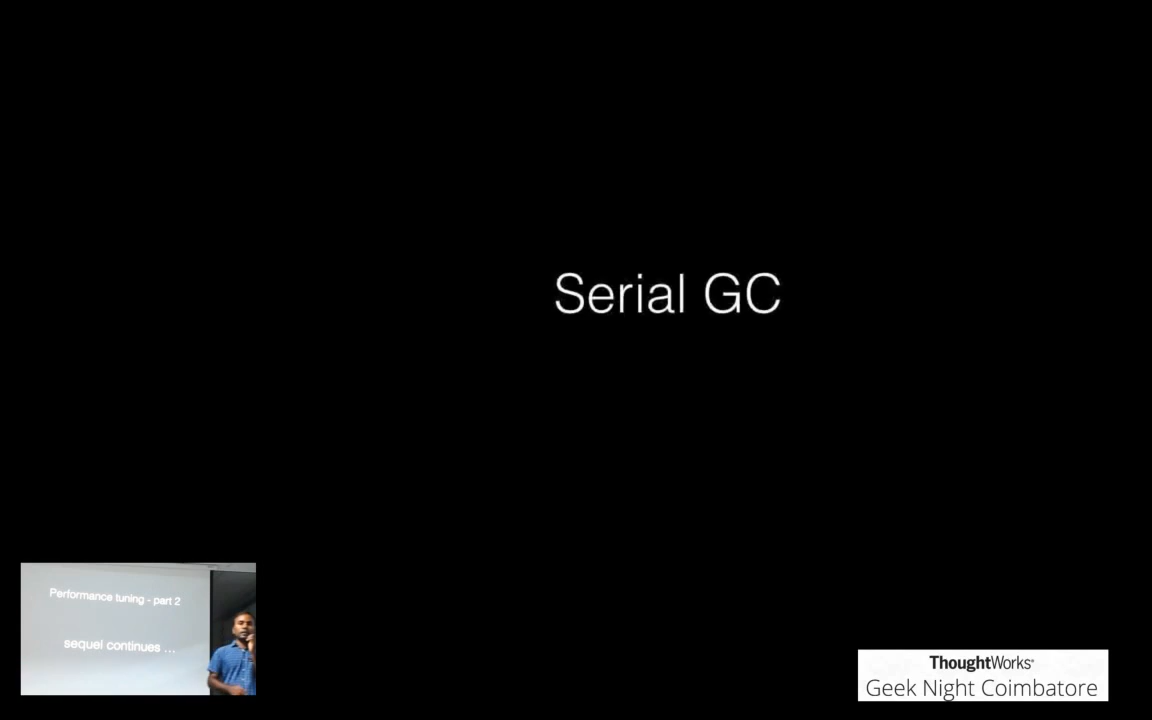 Serial GC
Performance tuning - part 2
sequel continues ...
ThoughtWorks®
Geek Night Coimbatore